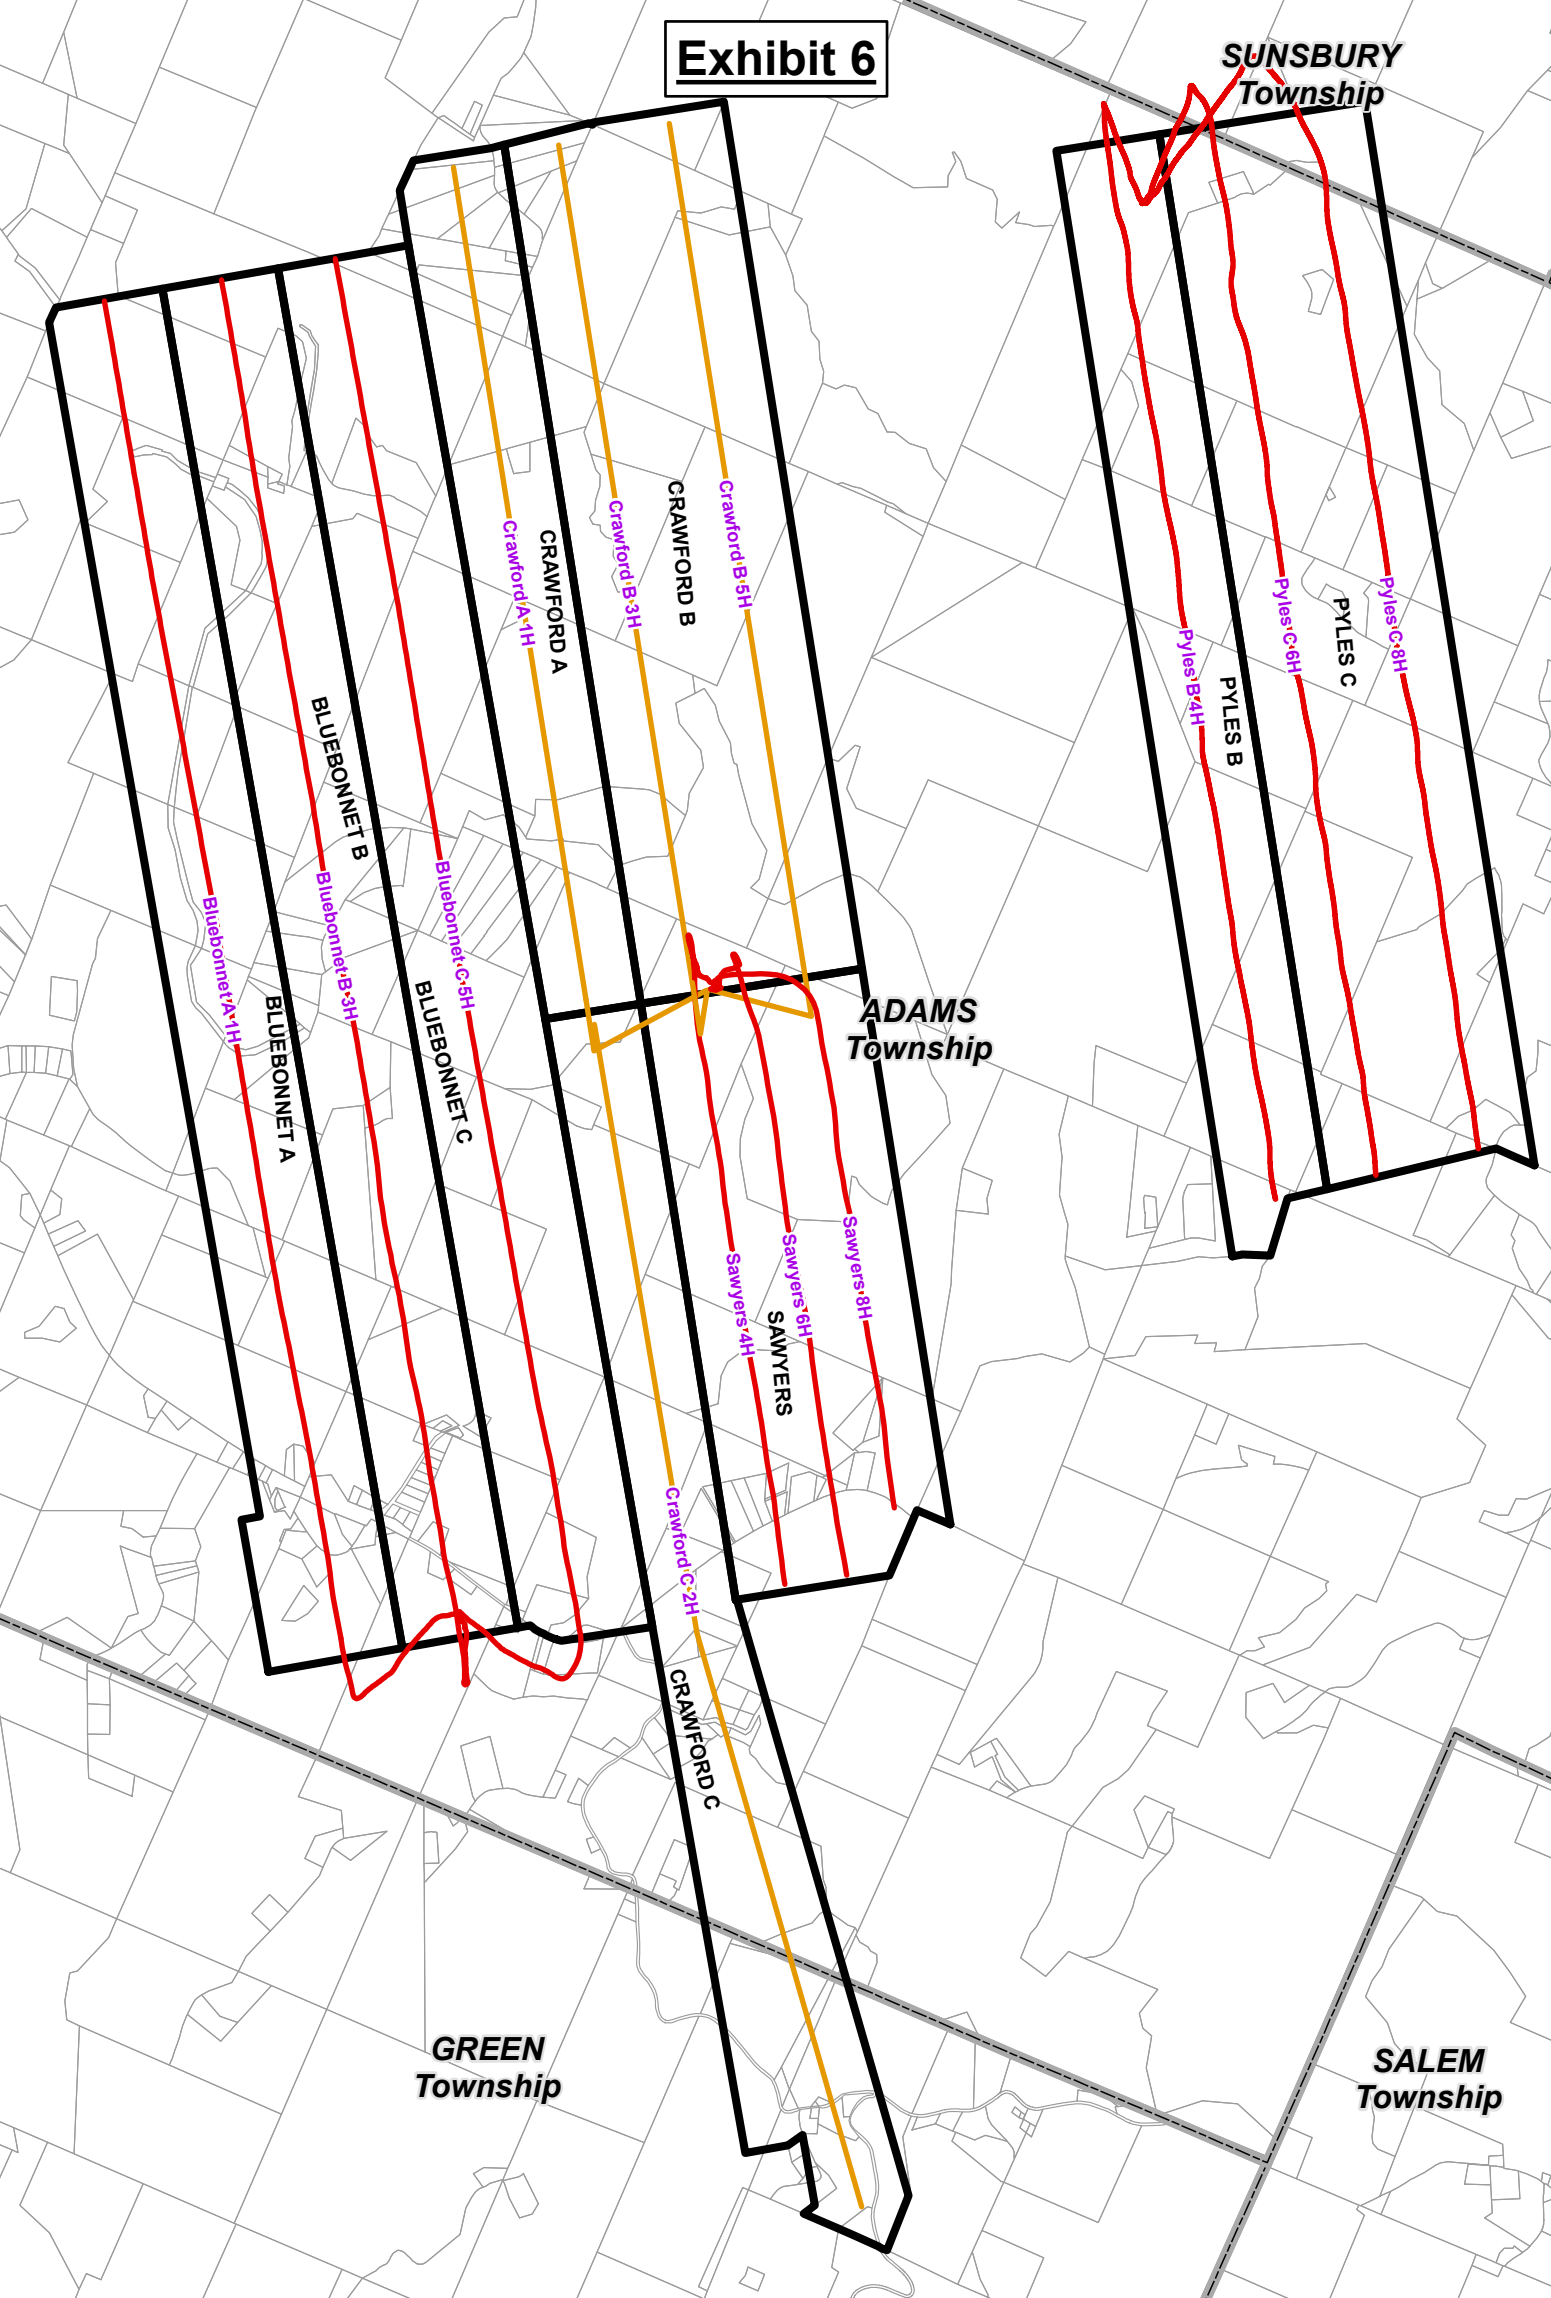 Exhibit 6
SUNSBURY
Township
Crawford A 1H
CRAWFORD A
Crawford B 3H
CRAWFORD B
Crawford B 5H
Pyles B 4H
PYLES B
Pyles C 6H
PYLES C
Pyles C 8H
BLUEBONNET B
Bluebonnet A 1H
BLUEBONNET A
Bluebonnet B 3H
BLUEBONNET C
Bluebonnet C 5H
ADAMS
Township
Sawyers 4H
SAWYERS
Sawyers 6H
Sawyers 8H
Crawford C 2H
CRAWFORD C
GREEN
Township
SALEM
Township